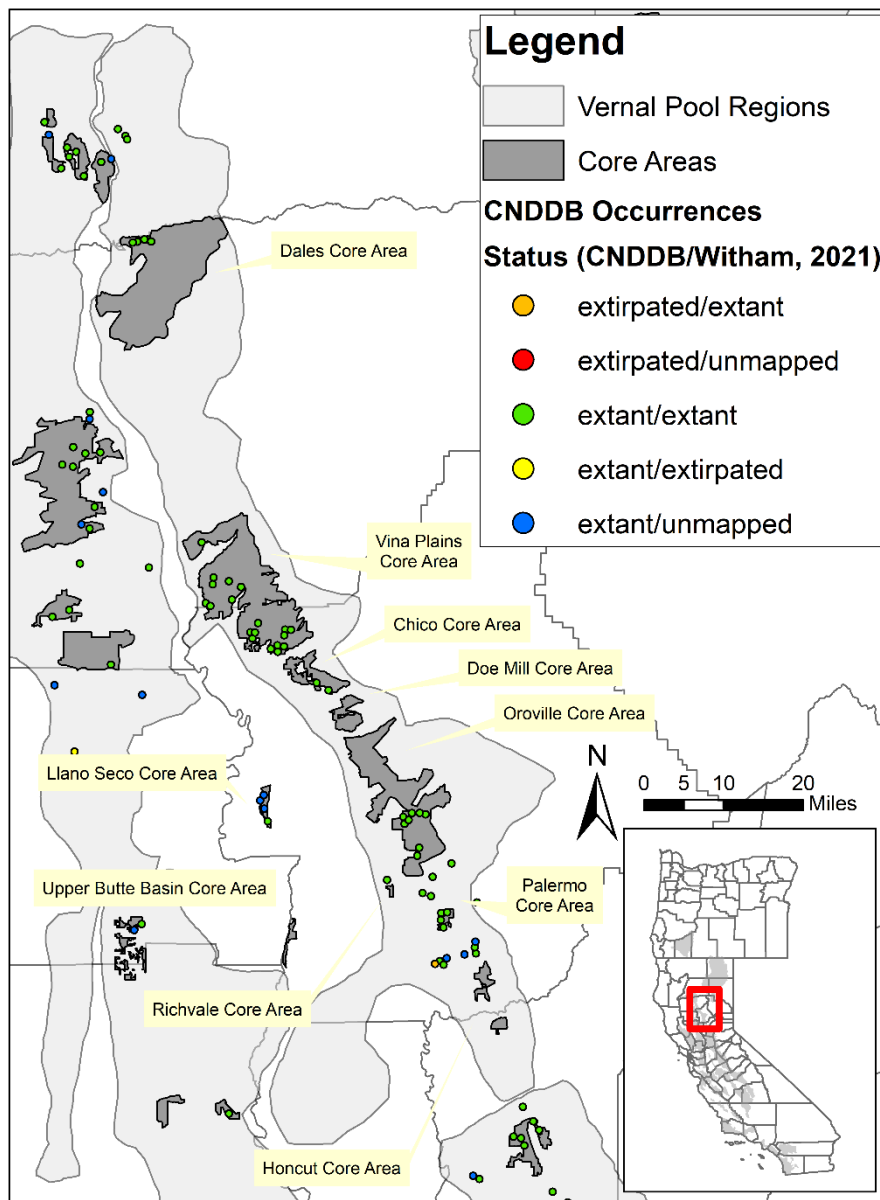 Legend
Vernal Pool Regions
Core Areas
CNDDB Occurrences
Status (CNDDB/Witham, 2021)
extirpated/extant
extirpated/unmapped
extant/extant
extant/extirpated
extant/unmapped
Dales Core Area
Vina Plains
Core Area
Chico Core Area
Doe Mill Core Area
Oroville Core Area
Llano Seco Core Area
N
0 5 10 20
Miles
Upper Butte Basin Core Area
Palermo
Core Area
Richvale Core Area
Honcut Core Area